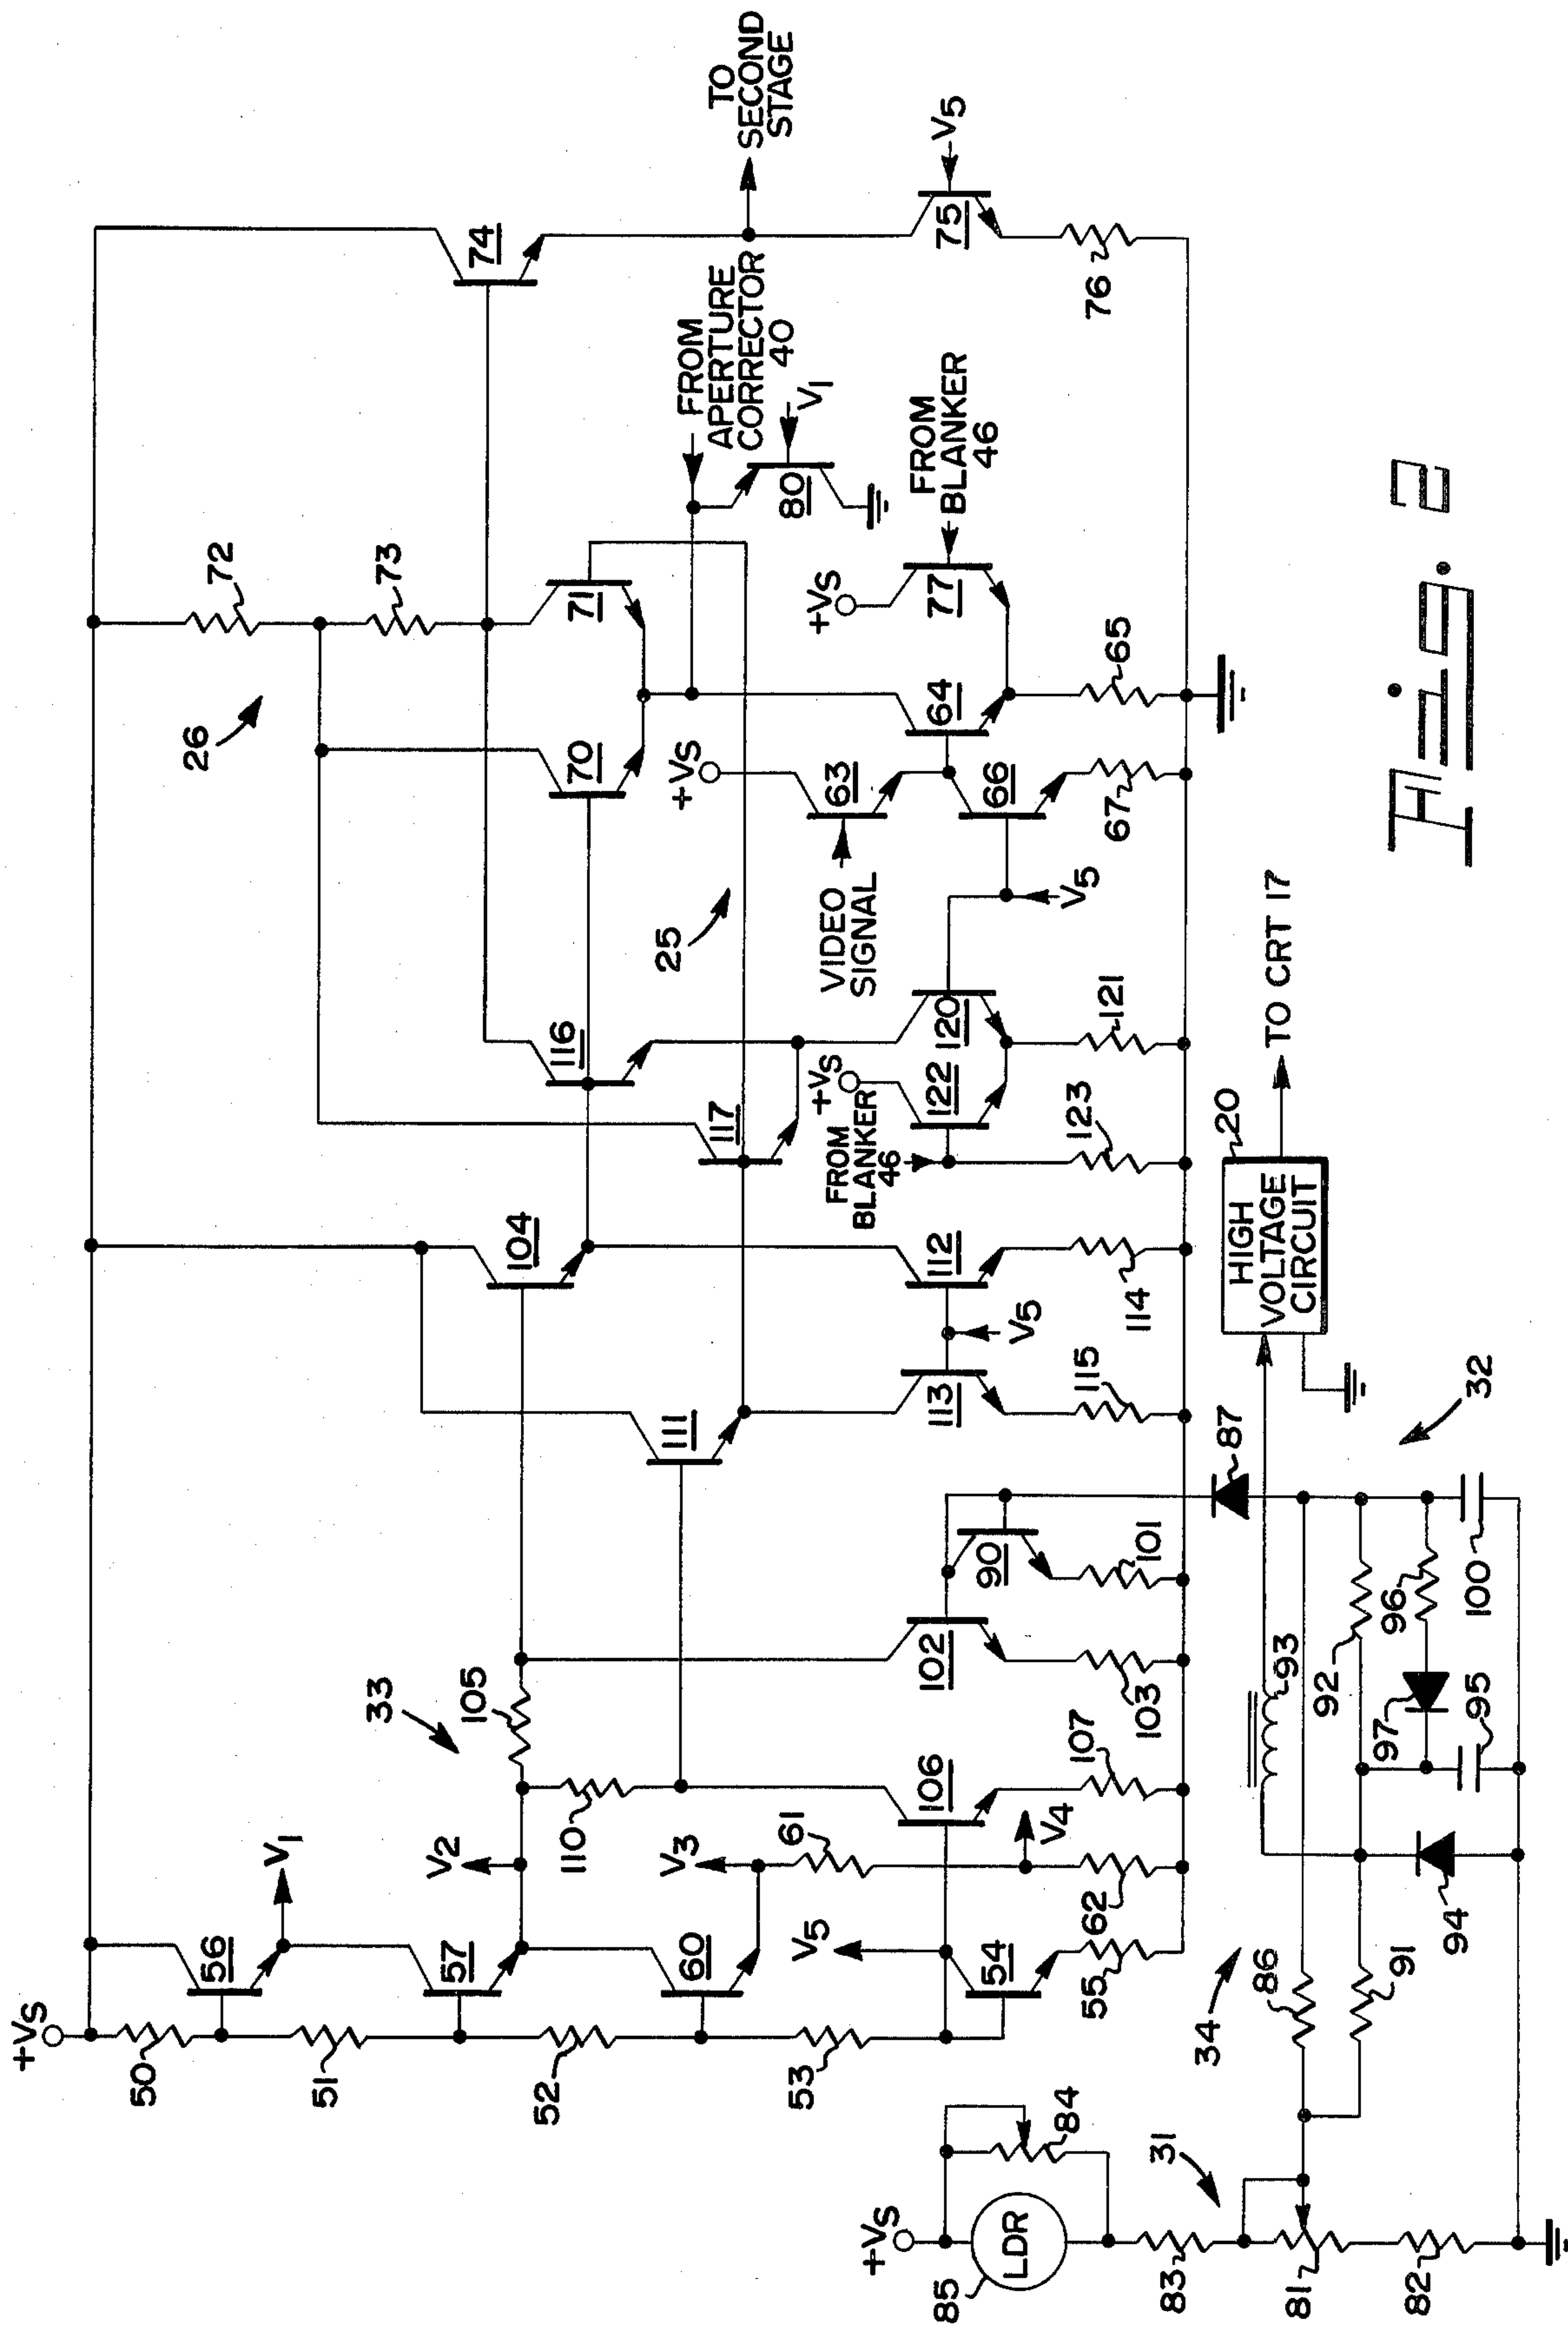 +VS
50
51
52
53
54
55
56
57
60
61
62
V1
V2
V3
V4
V5
33
105
110
106
107
102
103
90
101
104
111
112
113
114
115
V5
116
117
120
121
122
123
+VS
FROM
BLANKER
46
25
26
VIDEO
SIGNAL
V5
63
64
65
66
67
+VS
70
71
72
73
74
75
76
V5
TO
SECOND
STAGE
FROM
APERTURE
CORRECTOR
40
80
V1
+VS
77
FROM
BLANKER
46
+VS
85
LDR
84
83
31
81
82
34
86
91
94
93
92
97
95
96
100
87
32
20
HIGH
VOLTAGE
CIRCUIT
TO CRT 17
Fig. 2